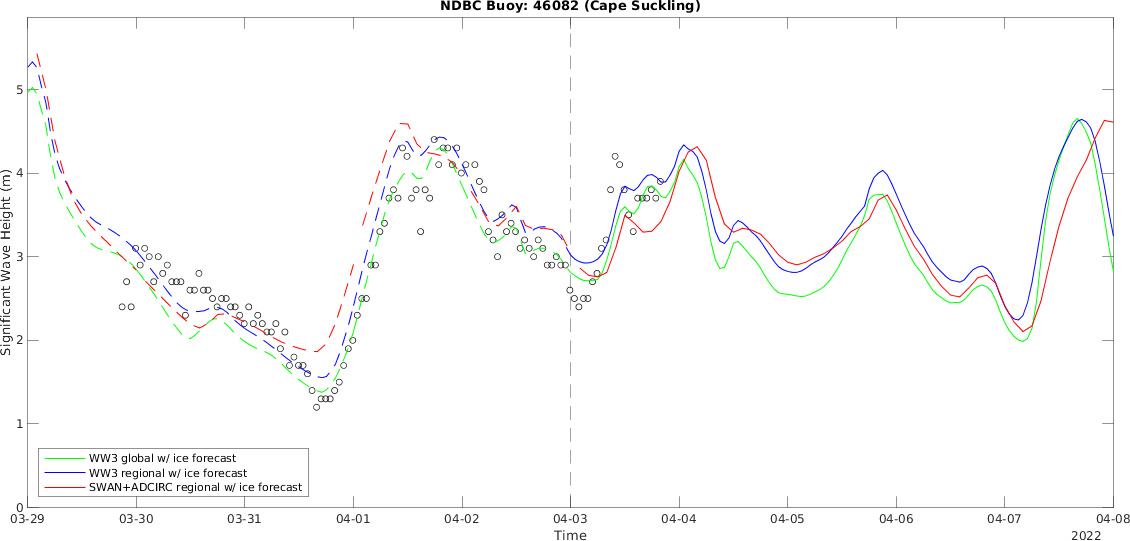 NDBC Buoy: 46082 (Cape Suckling)
Significant Wave Height (m)
5
4
3
2
1
0
WW3 global w/ ice forecast
WW3 regional w/ ice forecast
SWAN+ADCIRC regional w/ ice forecast
03-29 03-30 03-31 04-01 04-02 04-03 04-04 04-05 04-06 04-07 04-08
Time
2022